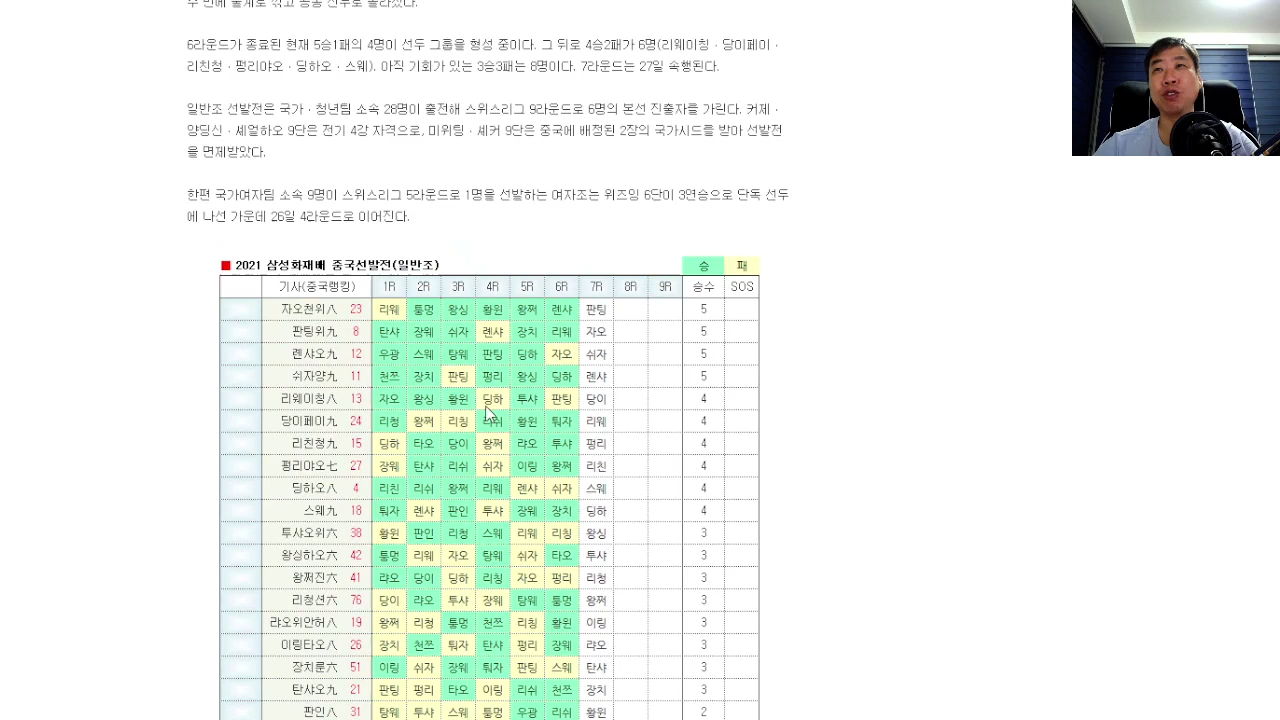 6라운드가 종료된 현재 5승1패의 4명이 선두 그룹을 형성 중이다. 그 뒤로 4승2패가 6명(리웨이칭 · 당이페이 ·
리친청 · 펑리야오 · 딩하오 · 스웨). 아직 기회가 있는 3승3패는 8명이다. 7라운드는 27일 속행된다.
일반조 선발전은 국가 · 청년팀 소속 28명이 출전해 스위스리그 9라운드로 6명의 본선 진출자를 가린다. 커제 ·
양딩신 · 셰얼하오 9단은 전기 4강 자격으로, 미위팅 · 셰커 9단은 중국에 배정된 2장의 국가시드를 받아 선발전
을 면제받았다.
한편 국가여자팀 소속 9명이 스위스리그 5라운드로 1명을 선발하는 여자조는 위즈잉 6단이 3연승으로 단독 선두
에 나선 가운데 26일 4라운드로 이어진다.
■ 2021 삼성화재배 중국선발전(일반조) 승 패
기사(중국랭킹) 1R 2R 3R 4R 5R 6R 7R 8R 9R 승수 SOS
자오천위八 23 리웨 퉁멍 왕싱 황윈 왕쩌 롄샤 판팅 5
판팅위九 8 탄샤 장웨 쉬자 롄샤 장치 리웨 자오 5
롄샤오九 12 우광 스웨 탕웨 판팅 딩하 자오 쉬자 5
쉬자양九 11 천쯔 장치 판팅 펑리 왕싱 딩하 롄샤 5
리웨이칭八 13 자오 왕싱 황윈 딩하 투샤 판팅 당이 4
당이페이九 24 리청 왕쩌 리칭 리쉬 황윈 퉈자 리웨 4
리친청九 15 딩하 타오 당이 왕쩌 랴오 투샤 펑리 4
펑리야오七 27 장웨 탄샤 리쉬 쉬자 이링 왕쩌 리친 4
딩하오八 4 리친 리쉬 왕쩌 리웨 롄샤 쉬자 스웨 4
스웨九 18 퉈자 롄샤 판인 투샤 장웨 장치 딩하 4
투샤오위六 38 황윈 판인 리청 스웨 리웨 리칭 왕싱 3
왕싱하오六 42 퉁멍 리웨 자오 탕웨 쉬자 타오 투샤 3
왕쩌진六 41 랴오 당이 딩하 리칭 자오 펑리 리청 3
리청선六 76 당이 랴오 투샤 장웨 탕웨 퉁멍 왕쩌 3
랴오위안허八 19 왕쩌 리청 퉁멍 천쯔 리칭 황윈 이링 3
이링타오八 26 장치 천쯔 퉈자 탄샤 펑리 장웨 랴오 3
장치룬六 51 이링 쉬자 장웨 퉈자 판팅 스웨 탄샤 3
탄샤오九 21 판팅 펑리 타오 이링 리쉬 천쯔 장치 3
판인八 31 탕웨 투샤 스웨 퉁멍 우광 리쉬 황윈 2